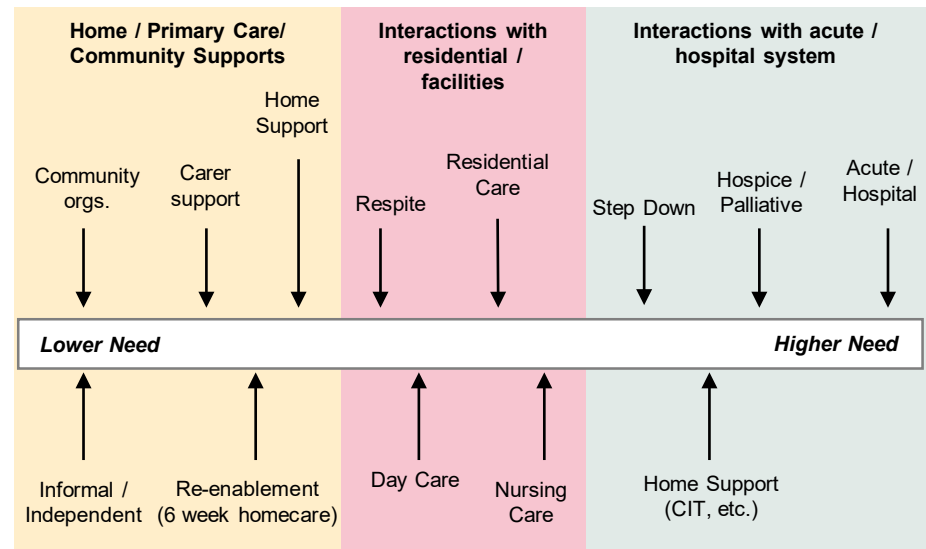 Home / Primary Care/
Community Supports
Interactions with
residential /
facilities
Interactions with acute /
hospital system
Home
Support
Community
orgs.
Carer
support
Respite
Residential
Care
Step Down
Hospice /
Palliative
Acute /
Hospital
Lower Need
Higher Need
Informal /
Independent
Re-enablement
(6 week homecare)
Day Care
Nursing
Care
Home Support
(CIT, etc.)